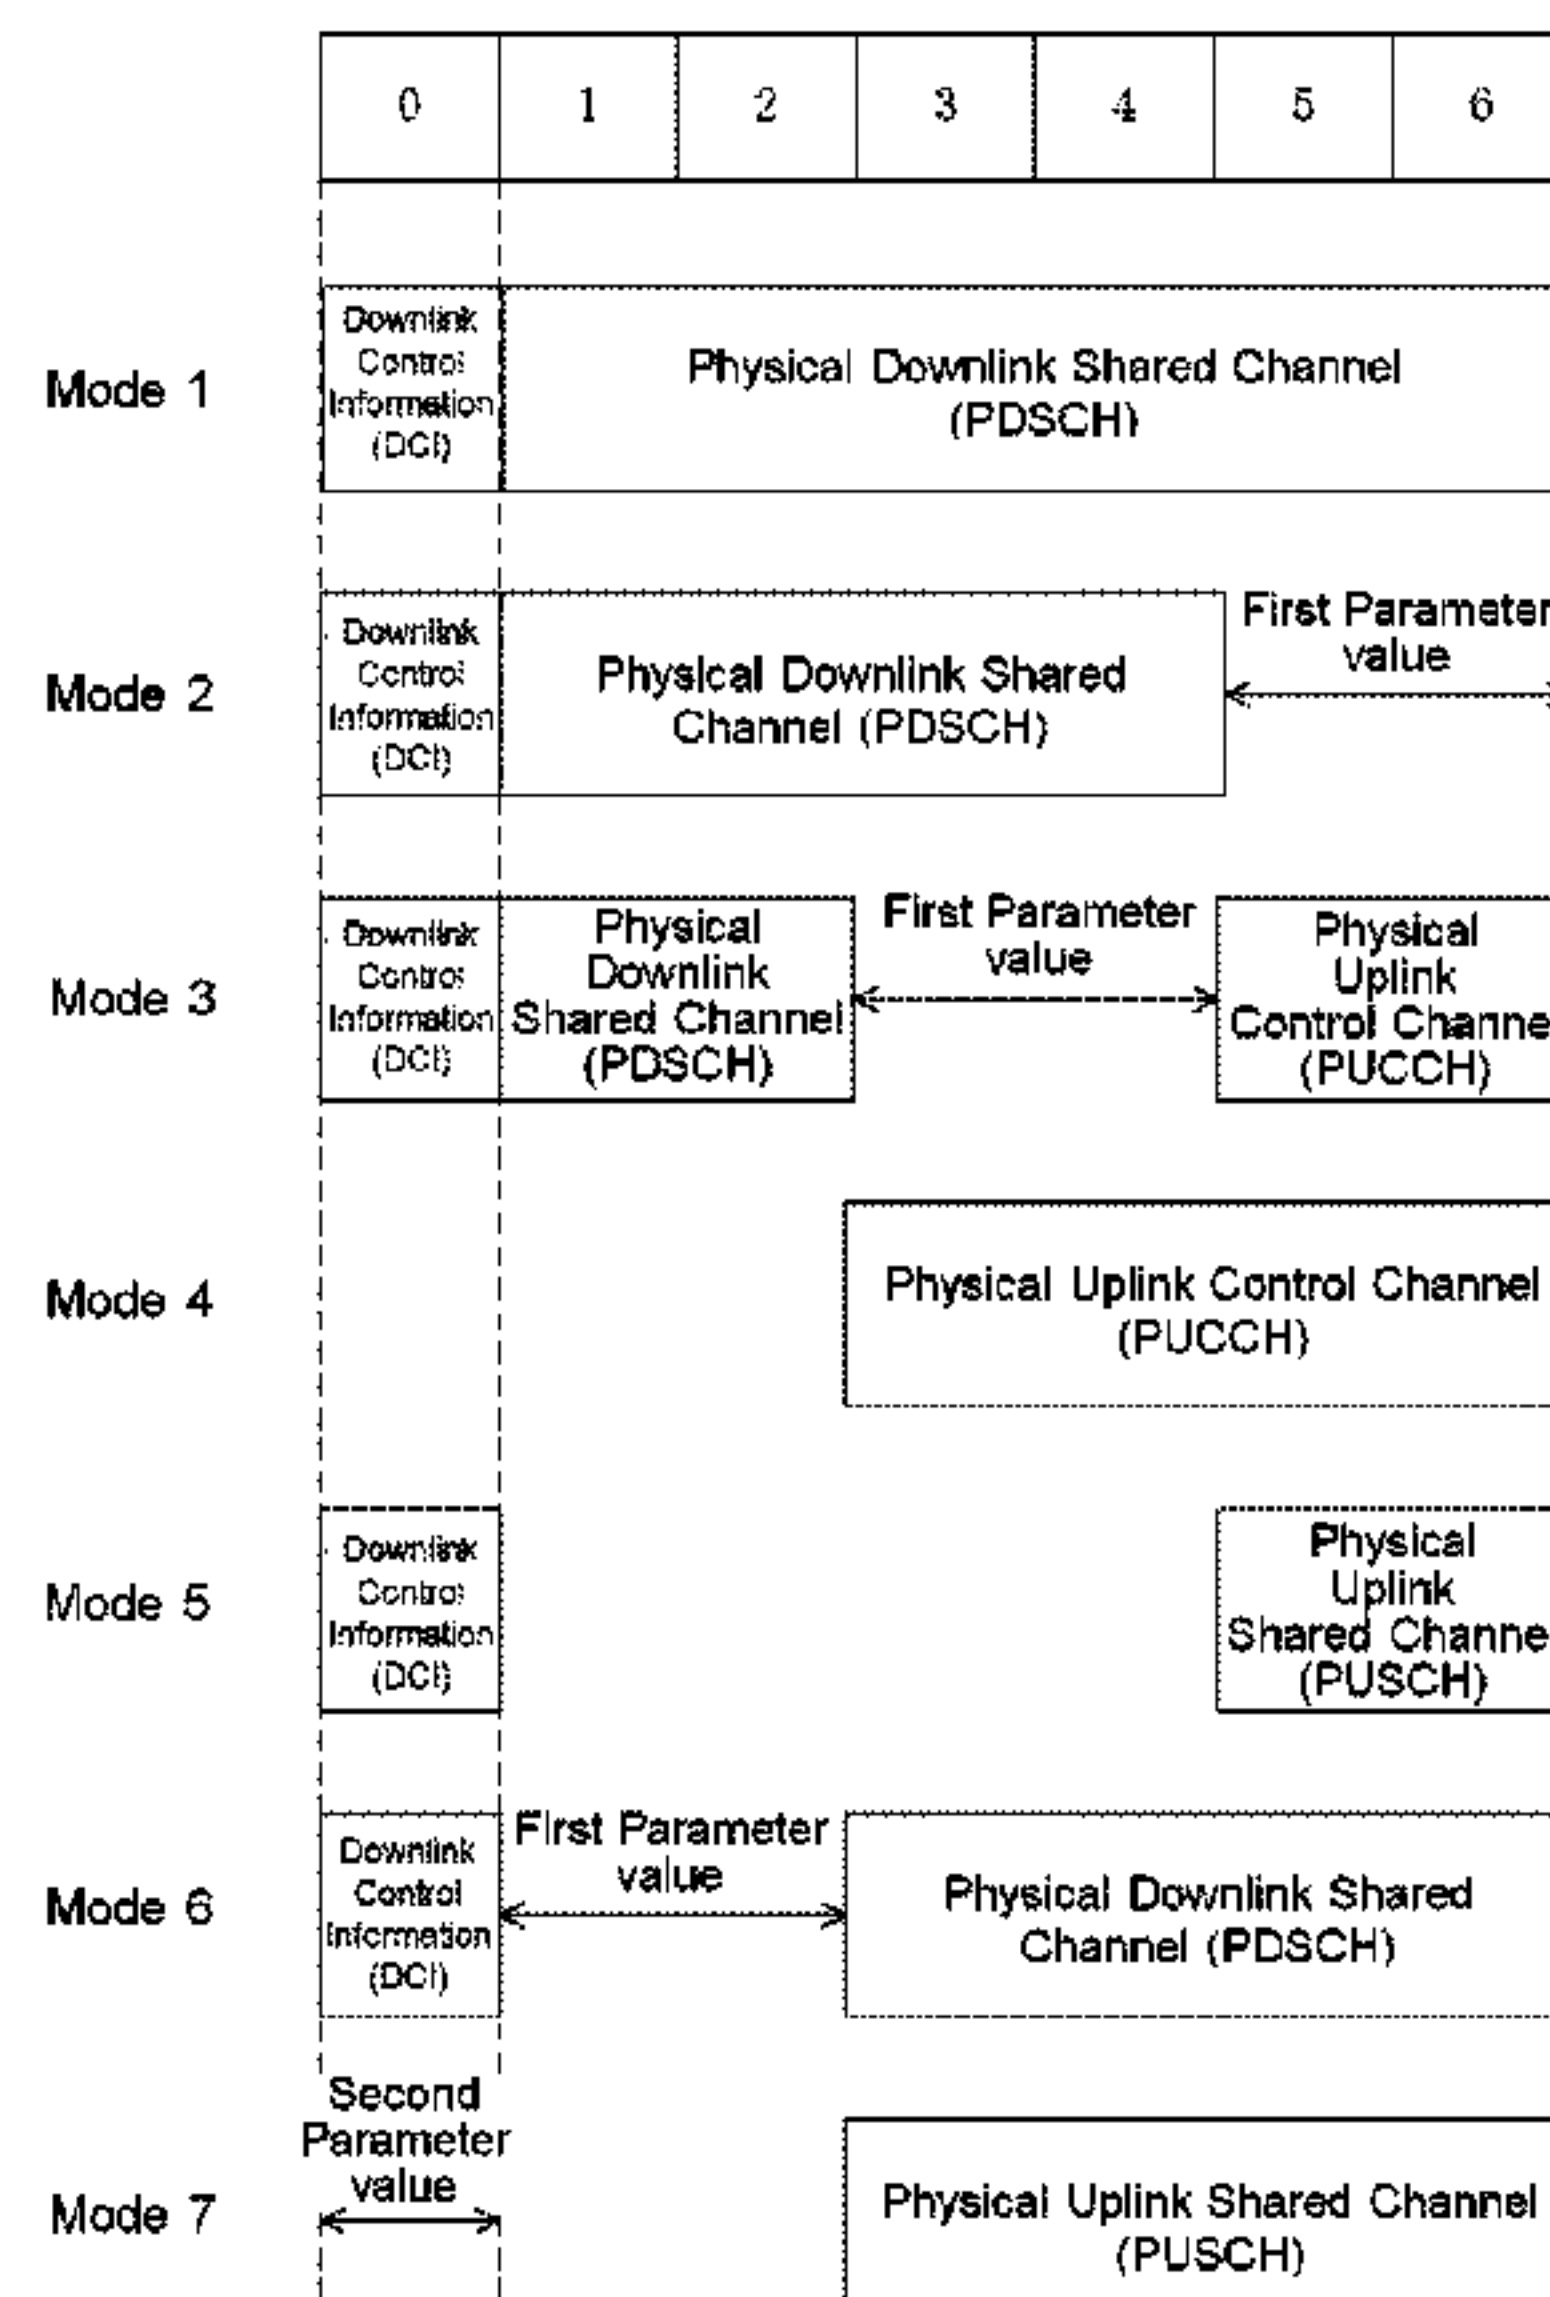 0 1 2 3 4 5 6
Mode 1
Downlink
Control
Information
(DCI)
Physical Downlink Shared Channel
(PDSCH)
Mode 2
Downlink
Control
Information
(DCI)
Physical Downlink Shared
Channel (PDSCH)
First Parameter
value
Mode 3
Downlink
Control
Information
(DCI)
Physical
Downlink
Shared Channel
(PDSCH)
First Parameter
value
Physical
Uplink
Control Channe
(PUCCH)
Mode 4
Physical Uplink Control Channel
(PUCCH)
Mode 5
Downlink
Control
Information
(DCI)
Physical
Uplink
Shared Channe
(PUSCH)
Mode 6
Downlink
Control
Information
(DCI)
First Parameter
value
Physical Downlink Shared
Channel (PDSCH)
Mode 7
Second
Parameter
value
Physical Uplink Shared Channel
(PUSCH)